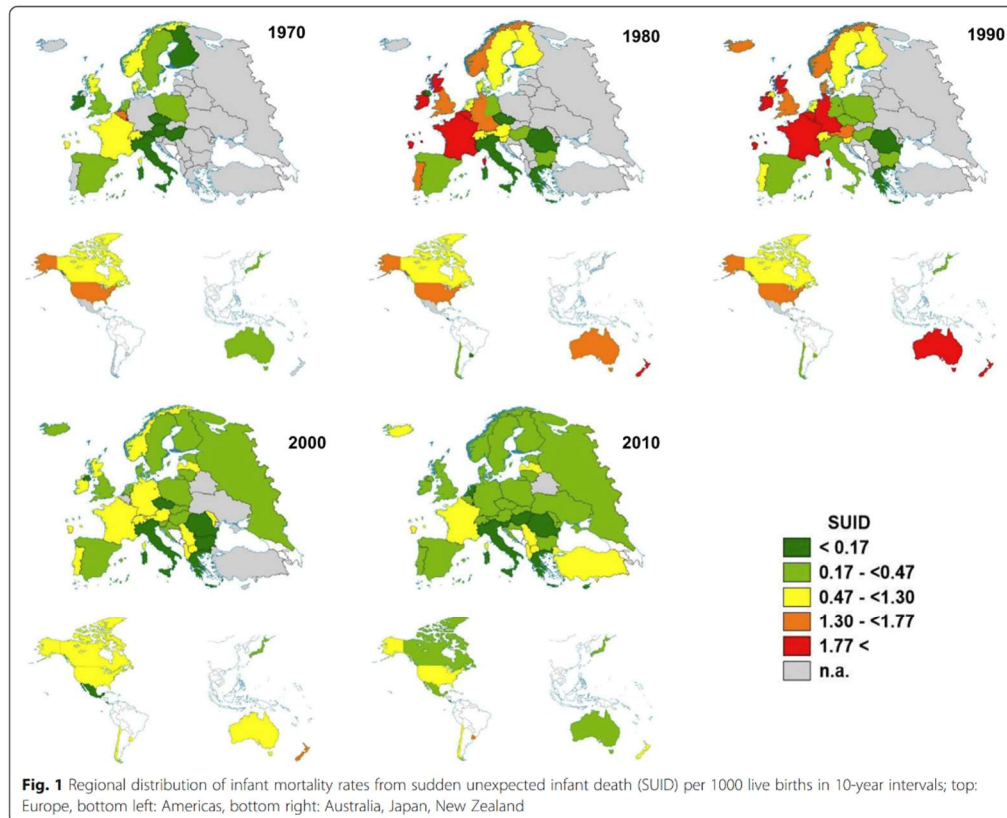 1970
1980
1990
2000
2010
SUID
< 0.17
0.17 - <0.47
0.47 - <1.30
1.30 - <1.77
1.77 <
n.a.
Fig. 1 Regional distribution of infant mortality rates from sudden unexpected infant death (SUID) per 1000 live births in 10-year intervals; top:
Europe, bottom left: Americas, bottom right: Australia, Japan, New Zealand